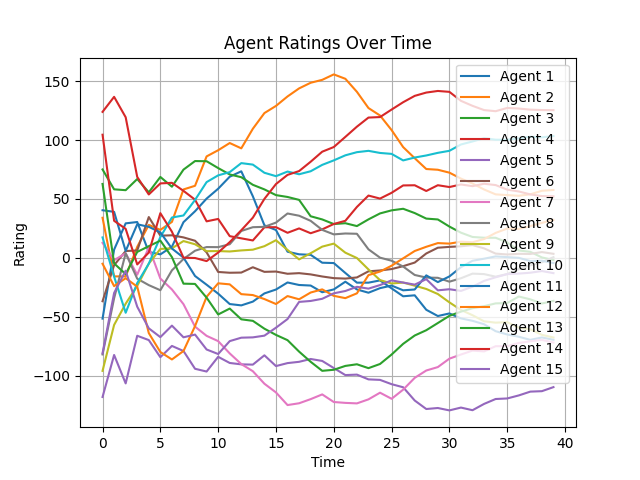 Agent Ratings Over Time
Rating
150
100
50
0
−50
−100
0
5
10
15
20
25
30
35
40
Time
Agent 1
Agent 2
Agent 3
Agent 4
Agent 5
Agent 6
Agent 7
Agent 8
Agent 9
Agent 10
Agent 11
Agent 12
Agent 13
Agent 14
Agent 15